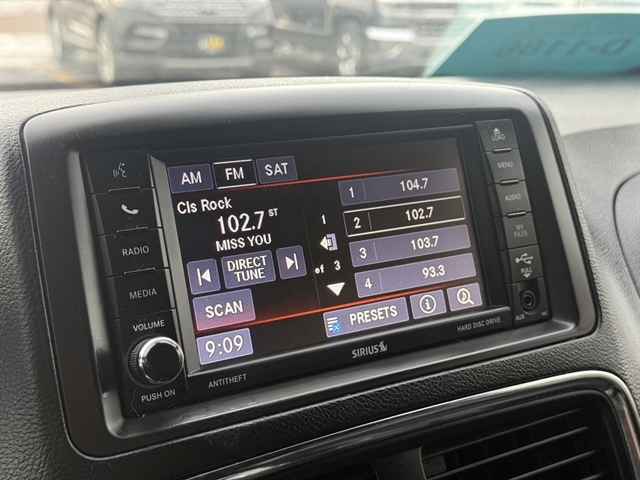 D-1186
AM FM SAT
Cls Rock
102.7 ST
MISS YOU
DIRECT
TUNE
SCAN
9:09
1
of 3
1 104.7
2 102.7
3 103.7
4 93.3
PRESETS
RADIO
MEDIA
VOLUME
PUSH ON
ANTITHEFT
LOAD
MENU
AUDIO
MY
FILES
PULL
AUX
SIRIUS
HARD DISC DRIVE